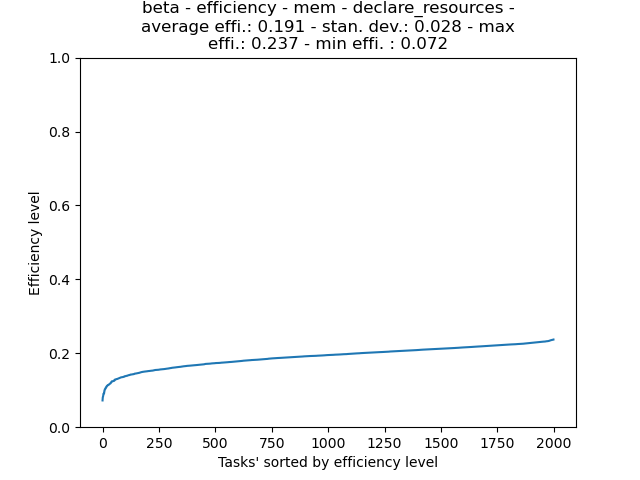 beta - efficiency - mem - declare_resources -
average effi.: 0.191 - stan. dev.: 0.028 - max
effi.: 0.237 - min effi. : 0.072
1.0
0.8
0.6
0.4
0.2
0.0
Efficiency level
0 250 500 750 1000 1250 1500 1750 2000
Tasks' sorted by efficiency level